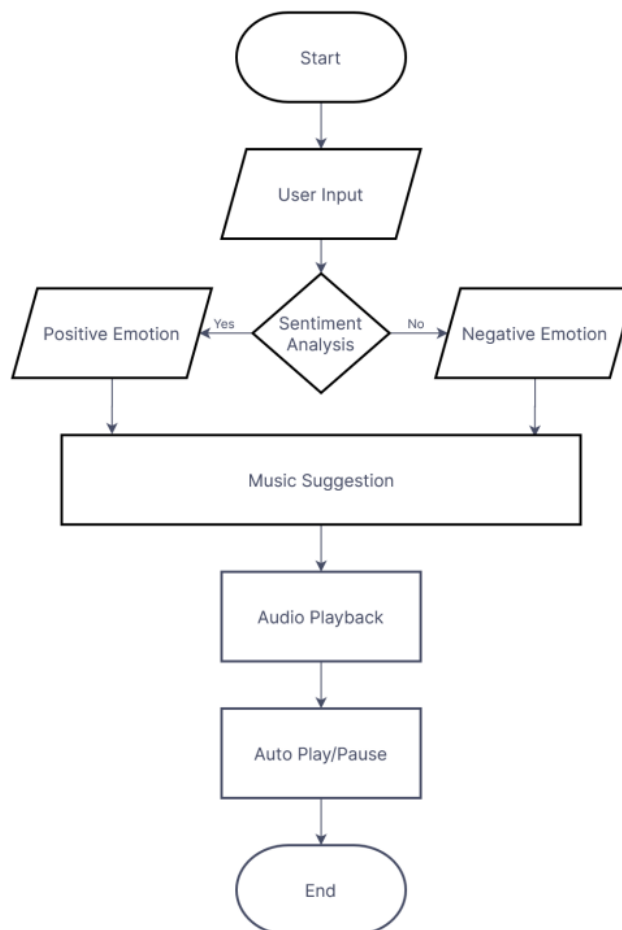 Start
User Input
Positive Emotion
Yes
Sentiment
Analysis
No
Negative Emotion
Music Suggestion
Audio Playback
Auto Play/Pause
End